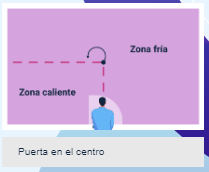 Zona fría
Zona caliente
Puerta en el centro